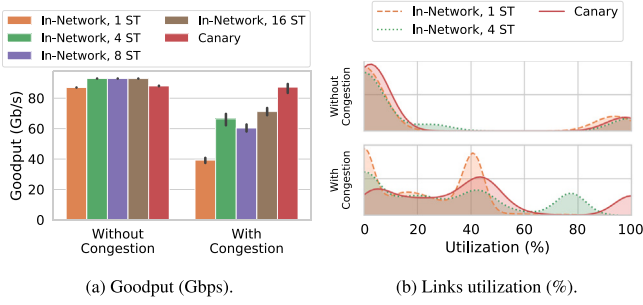 (a)
In-Network, 1 ST
In-Network, 16 ST
In-Network, 4 ST
Canary
In-Network, 8 ST
Goodput (Gb/s)
80
60
40
20
0
Without
Congestion
With
Congestion
(a) Goodput (Gbps).
(b)
In-Network, 1 ST
Canary
In-Network, 4 ST
Without
Congestion
With
Congestion
0
20
40
60
80
100
Utilization (%)
(b) Links utilization (%).